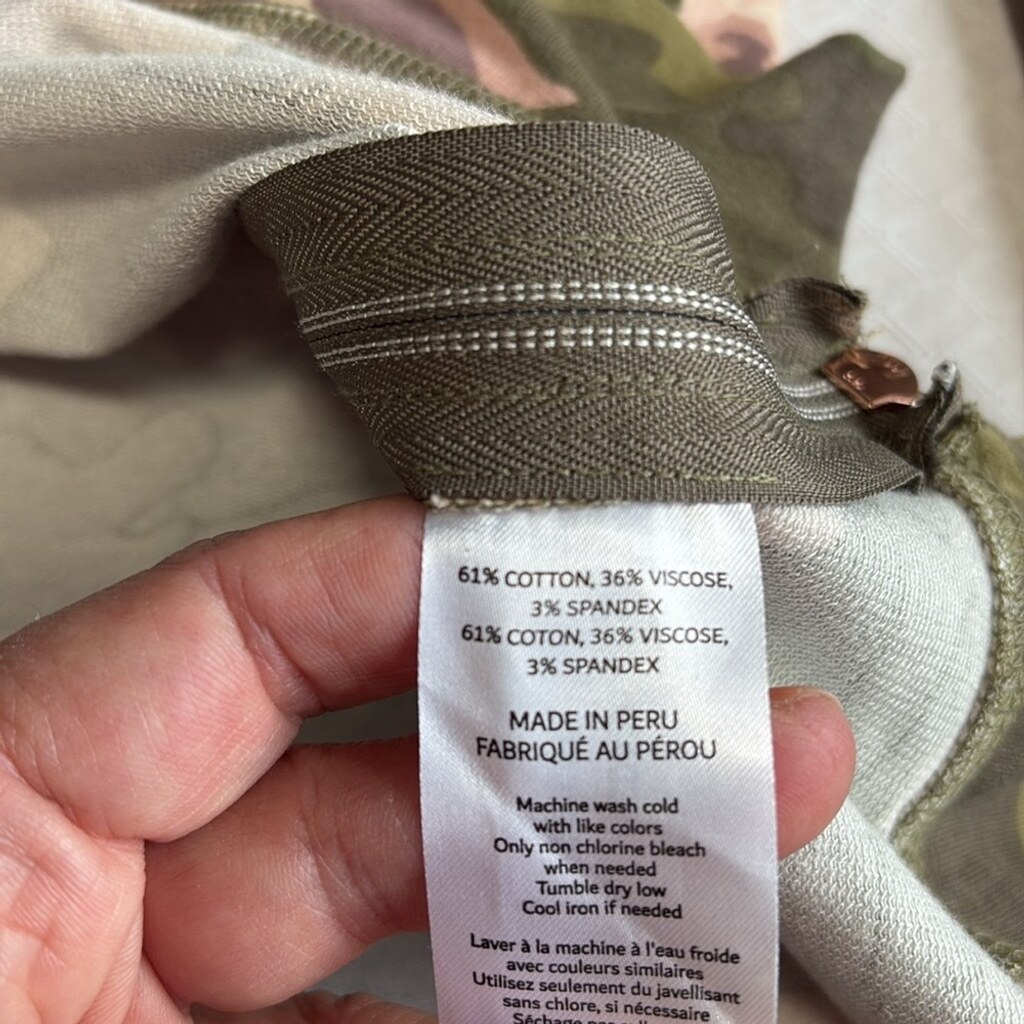 61% COTTON, 36% VISCOSE,
3% SPANDEX
61% COTON, 36% VISCOSE,
3% SPANDEX
MADE IN PERU
FABRIQUÉ AU PÉROU
Machine wash cold
with like colors
Only non chlorine bleach
when needed
Tumble dry low
Cool iron if needed
Laver à la machine à l'eau froide
avec couleurs similaires
Utilisez seulement du javellisant
sans chlore, si nécessaire
Séchage